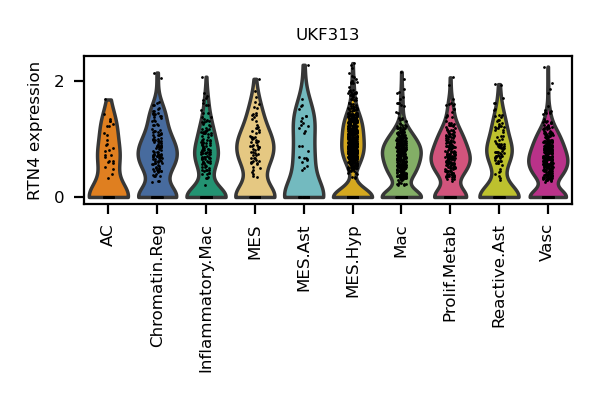 UKF313
RTN4 expression
2
0
AC
Chromatin.Reg
Inflammatory.Mac
MES
MES.Ast
MES.Hyp
Mac
Prolif.Metab
Reactive.Ast
Vasc